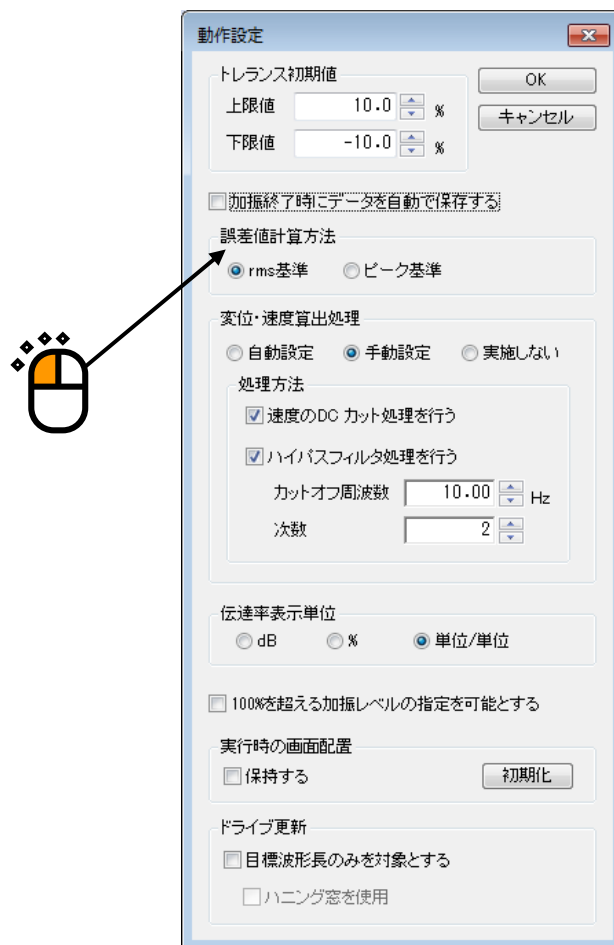 動作設定
トレランス初期値
OK
上限値 10.0 %
キャンセル
下限値 -10.0 %
加振終了時にデータを自動で保存する
誤差値計算方法
rms基準 ピーク基準
変位・速度算出処理
自動設定 手動設定 実施しない
処理方法
速度のDC カット処理を行う
ハイパスフィルタ処理を行う
カットオフ周波数 10.00 Hz
次数 2
伝達率表示単位
dB % 単位/単位
100%を超える加振レベルの指定を可能とする
実行時の画面配置
保持する 初期化
ドライブ更新
目標波形長のみを対象とする
ハニング窓を使用